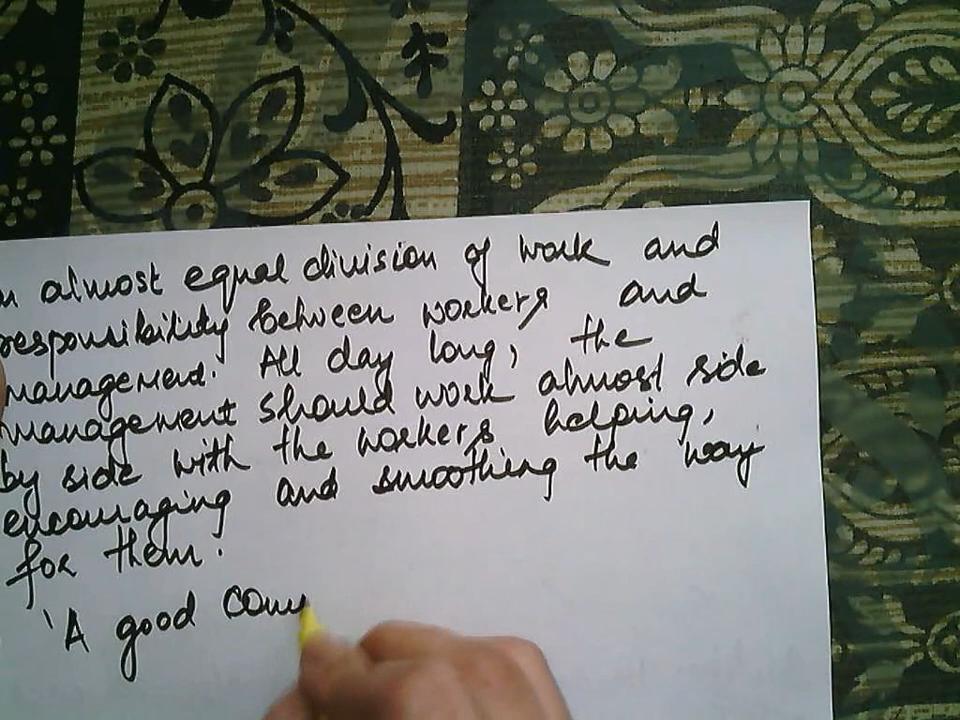 almost equal division of work and
responsibility between workers and
management. All day long, the
management should work almost side
by side with the workers helping,
encouraging and smoothing the way
for them.
'A good